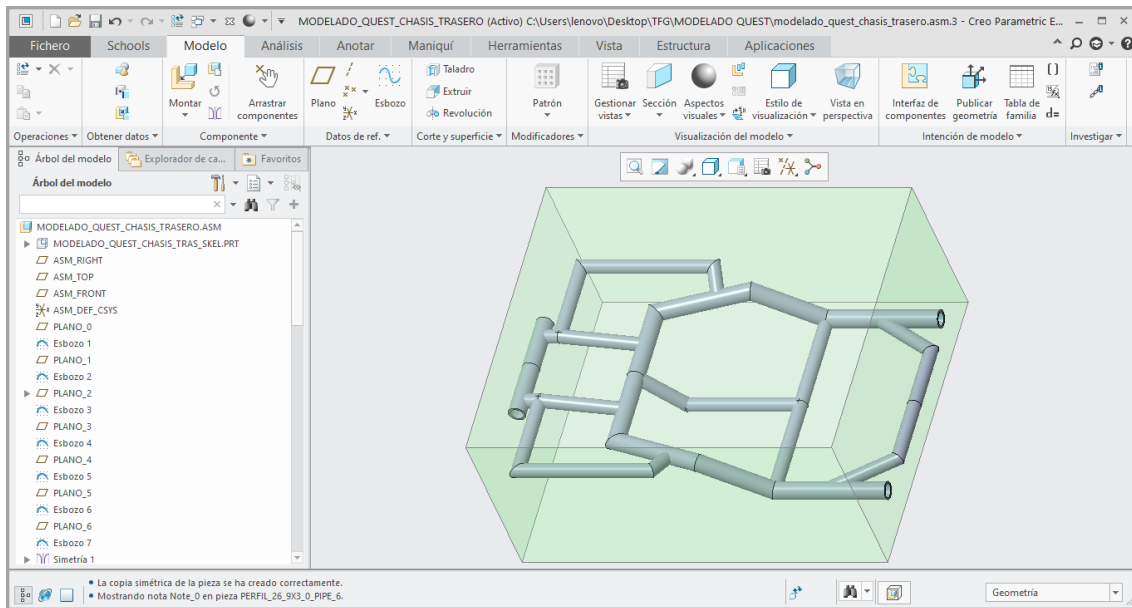 MODELADO_QUEST_CHASIS_TRASERO (Activo) C:\Users\lenovo\Desktop\TFG\MODELADO QUEST\modelado_quest_chasis_trasero.asm.3 - Creo Parametric E...
Fichero Schools Modelo Análisis Anotar Maniquí Herramientas Vista Estructura Aplicaciones
Montar
Arrastrar componentes
Plano
Esbozo
Taladro
Extruir
Revolución
Patrón
Gestionar vistas
Sección
Aspectos visuales
Estilo de visualización
Vista en perspectiva
Interfaz de componentes
Publicar geometría
Tabla de familia
d=
Operaciones Obtener datos Componente Datos de ref. Corte y superficie Modificadores Visualización del modelo Intención de modelo Investigar
Árbol del modelo Explorador de ca... Favoritos
Árbol del modelo
MODELADO_QUEST_CHASIS_TRASERO.ASM
MODELADO_QUEST_CHASIS_TRAS_SKEL.PRT
ASM_RIGHT
ASM_TOP
ASM_FRONT
ASM_DEF_CSYS
PLANO_0
Esbozo 1
PLANO_1
Esbozo 2
PLANO_2
Esbozo 3
PLANO_3
Esbozo 4
PLANO_4
Esbozo 5
PLANO_5
Esbozo 6
PLANO_6
Esbozo 7
Simetría 1
• La copia simétrica de la pieza se ha creado correctamente.
• Mostrando nota Note_0 en pieza PERFIL_26_9X3_0_PIPE_6.
Geometría